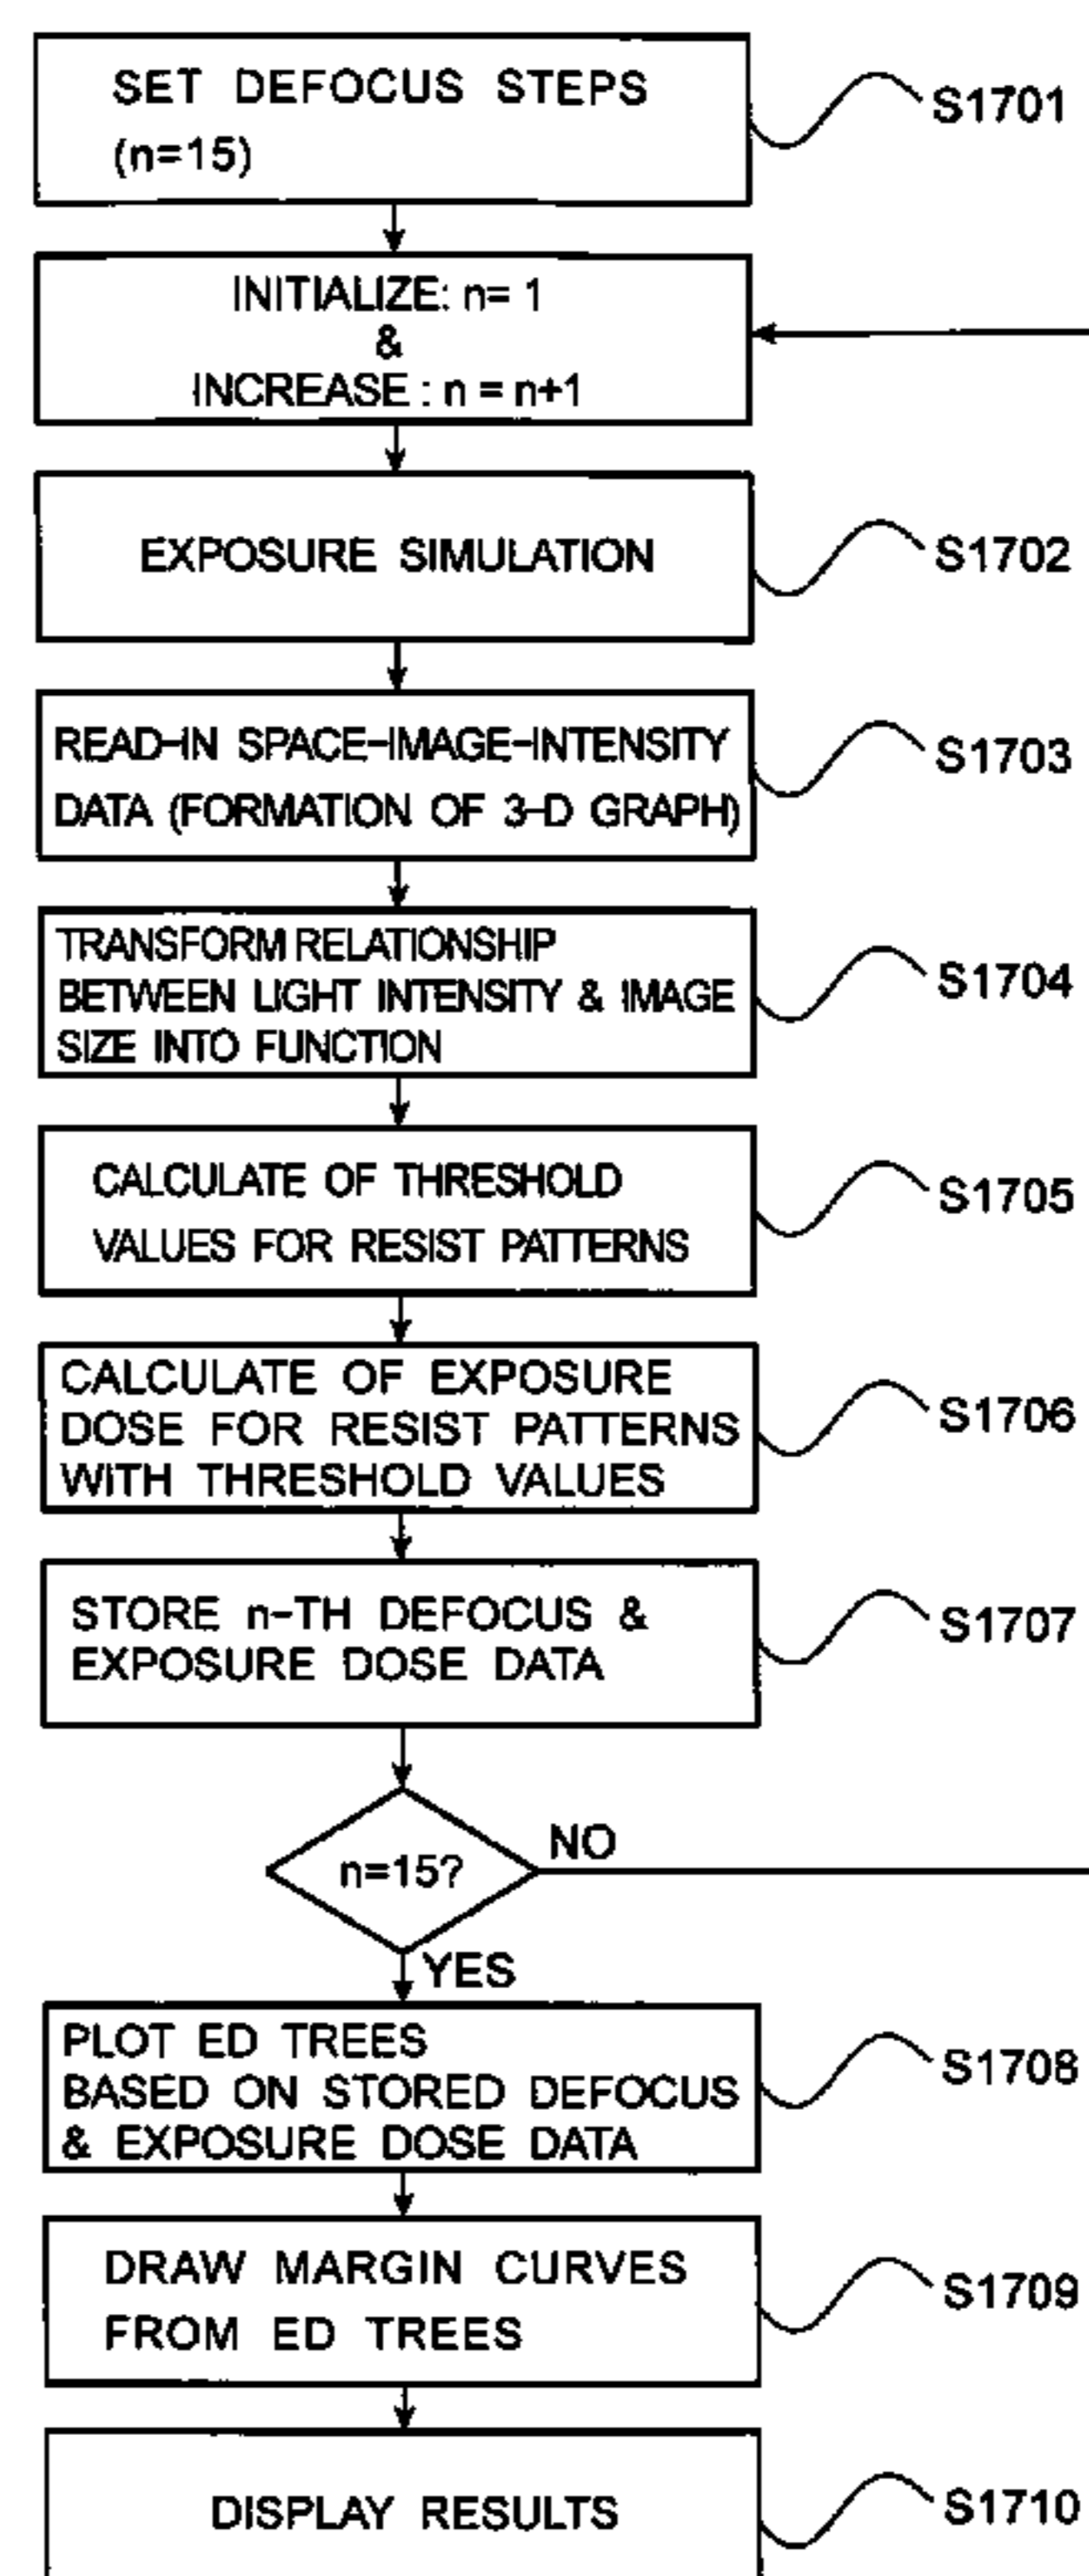 SET DEFOCUS STEPS
(n=15)
S1701
INITIALIZE: n= 1
&
INCREASE : n = n+1
EXPOSURE SIMULATION
S1702
READ-IN SPACE-IMAGE-INTENSITY
DATA (FORMATION OF 3-D GRAPH)
S1703
TRANSFORM RELATIONSHIP
BETWEEN LIGHT INTENSITY & IMAGE
SIZE INTO FUNCTION
S1704
CALCULATE OF THRESHOLD
VALUES FOR RESIST PATTERNS
S1705
CALCULATE OF EXPOSURE
DOSE FOR RESIST PATTERNS
WITH THRESHOLD VALUES
S1706
STORE n-TH DEFOCUS &
EXPOSURE DOSE DATA
S1707
n=15?
NO
YES
PLOT ED TREES
BASED ON STORED DEFOCUS
& EXPOSURE DOSE DATA
S1708
DRAW MARGIN CURVES
FROM ED TREES
S1709
DISPLAY RESULTS
S1710